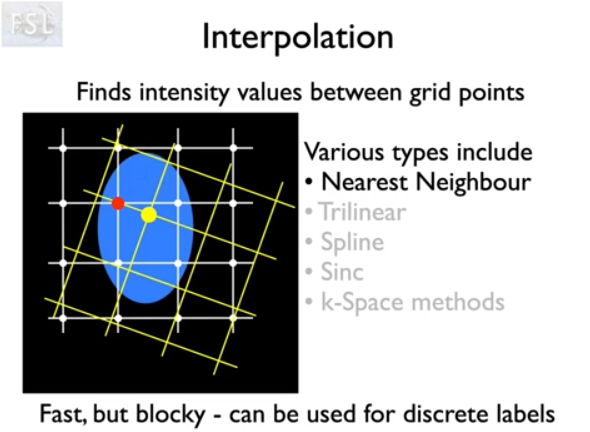 FSL
Interpolation
Finds intensity values between grid points
Various types include
• Nearest Neighbour
• Trilinear
• Spline
• Sinc
• k-Space methods
Fast, but blocky - can be used for discrete labels